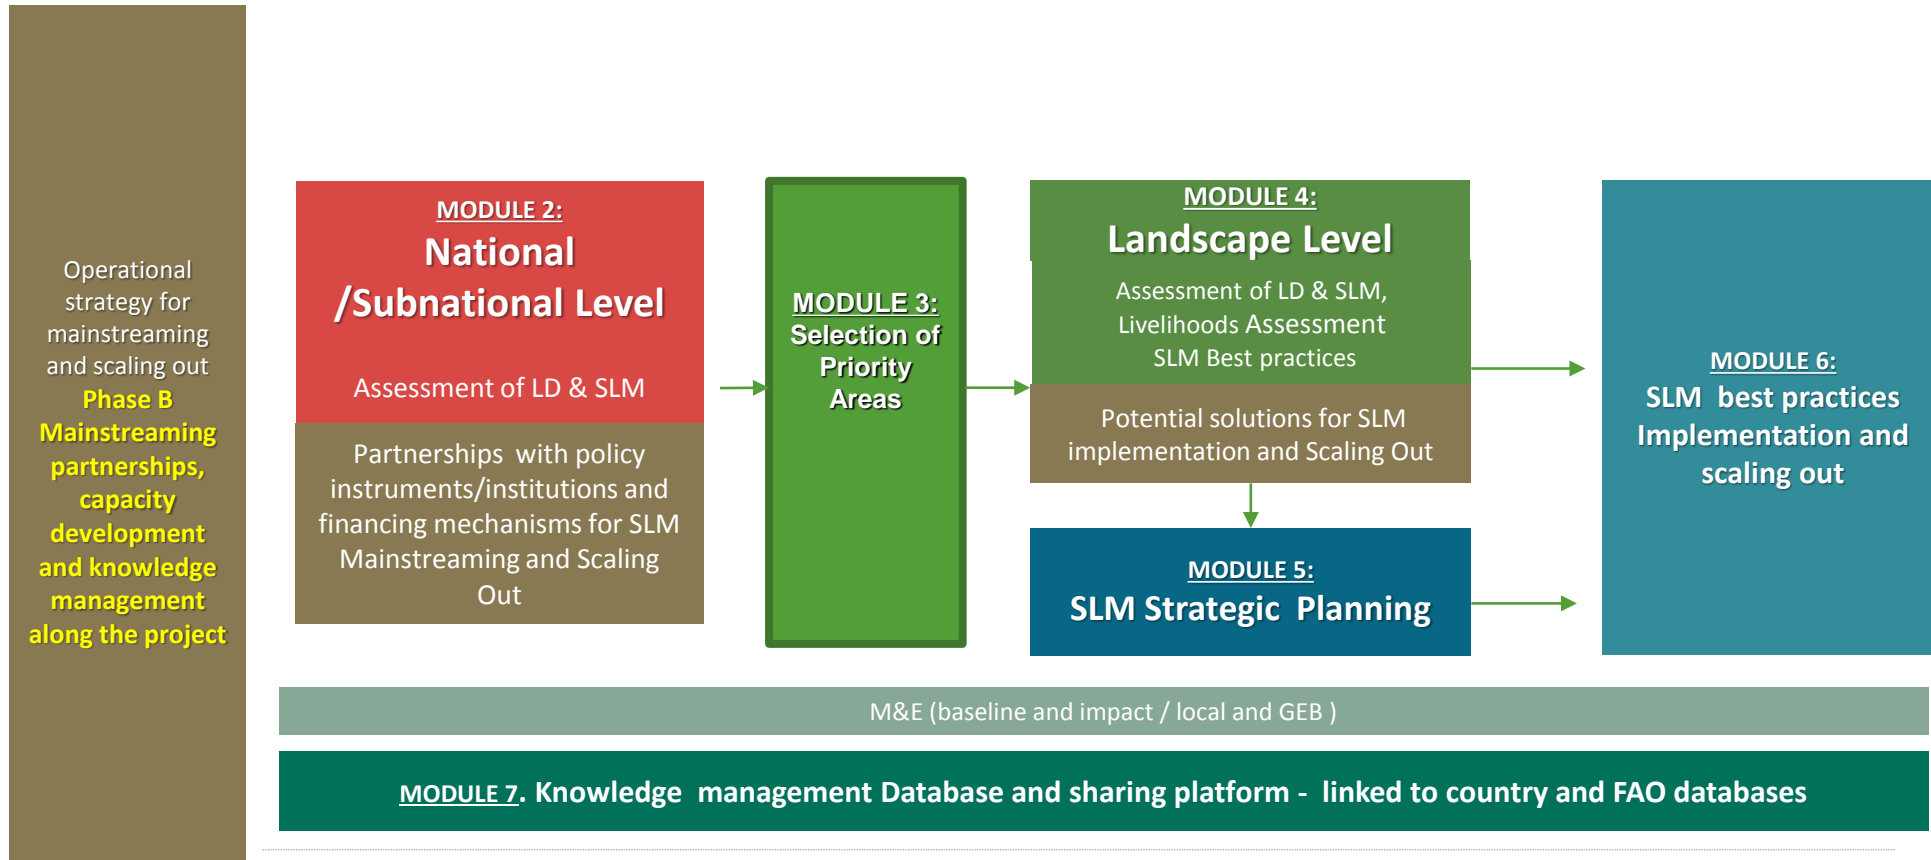 Operational
strategy for
mainstreaming
and scaling out
Phase B
Mainstreaming
partnerships,
capacity
development
and knowledge
management
along the project
MODULE 2:
National
/Subnational Level
Assessment of LD & SLM
Partnerships with policy
instruments/institutions and
financing mechanisms for SLM
Mainstreaming and Scaling
Out
MODULE 3:
Selection of
Priority
Areas
MODULE 4:
Landscape Level
Assessment of LD & SLM,
Livelihoods Assessment
SLM Best practices
Potential solutions for SLM
implementation and Scaling Out
MODULE 5:
SLM Strategic Planning
MODULE 6:
SLM best practices
Implementation and
scaling out
M&E (baseline and impact / local and GEB )
MODULE 7. Knowledge management Database and sharing platform - linked to country and FAO databases